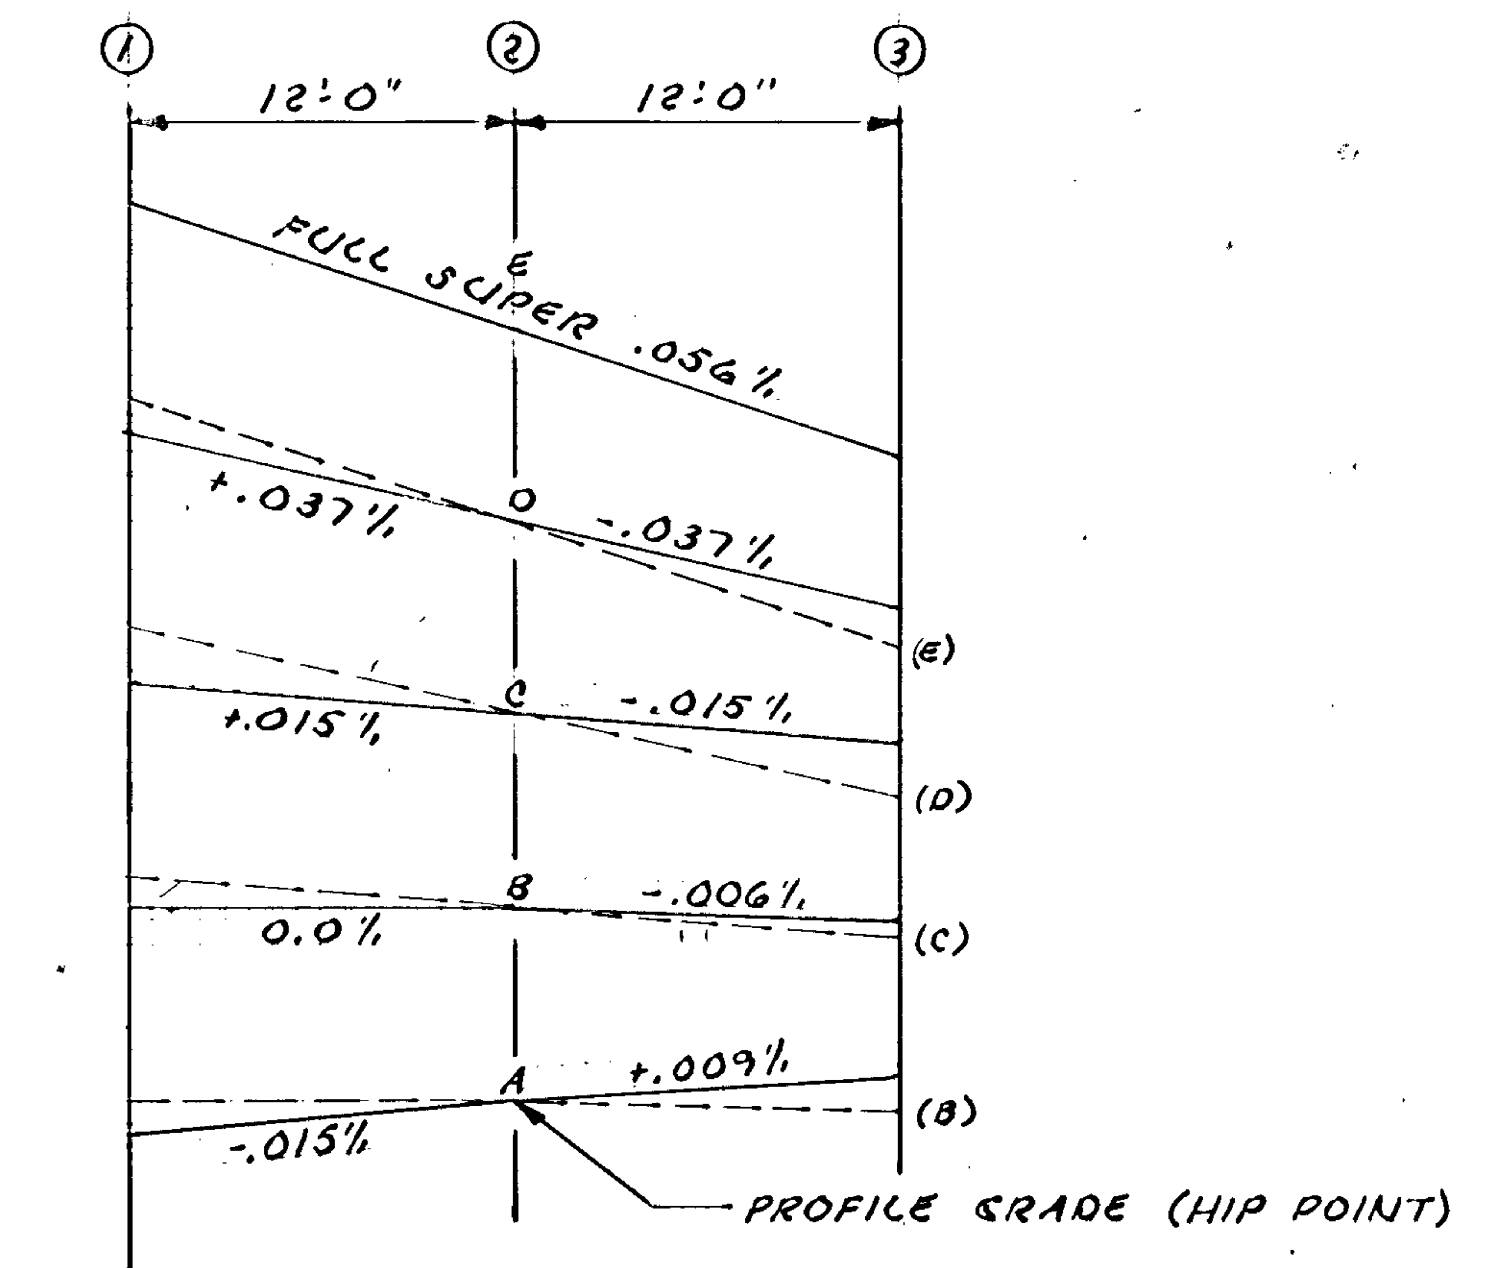 1 2 3
12'-0" 12'-0"
E
FULL SUPER .056%
D
+.037% -.037%
(E)
C
+.015% -.015%
(D)
B
-.006%
0.0%
(C)
A
+.009%
-.015%
(B)
PROFILE GRADE (HIP POINT)